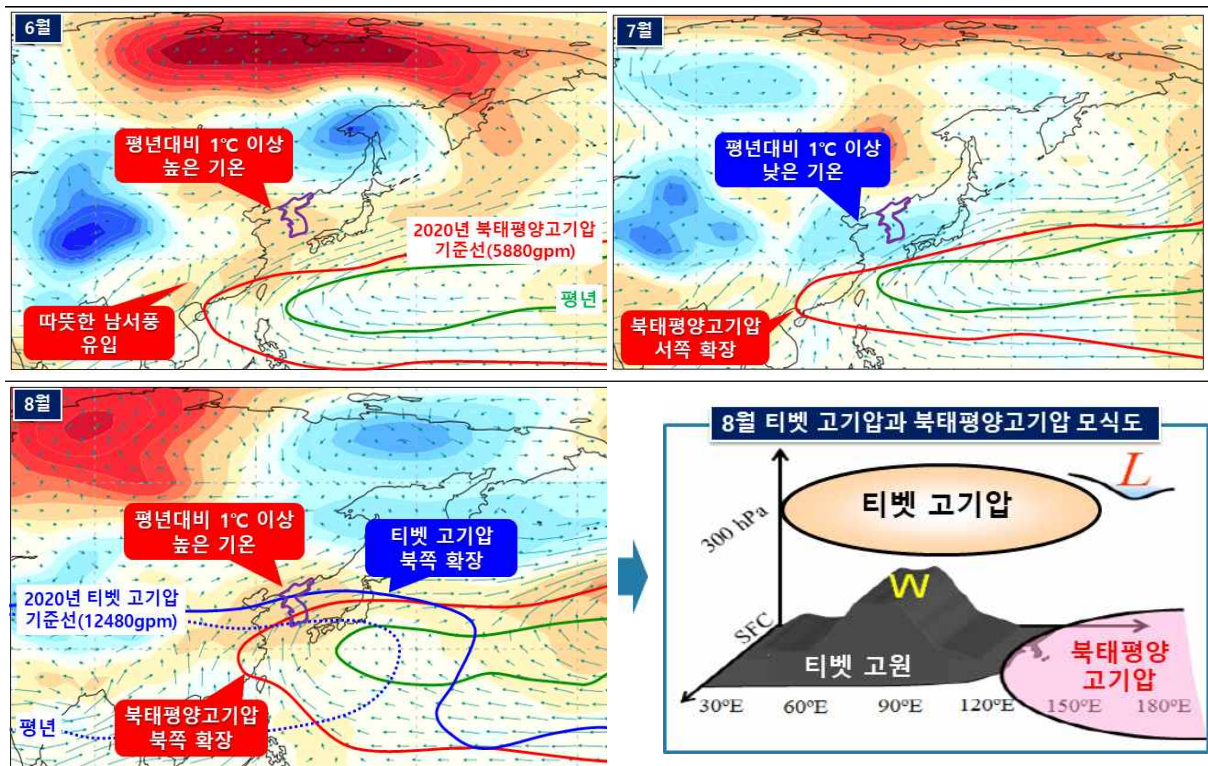 6월
평년대비 1℃ 이상
높은 기온
2020년 북태평양고기압
기준선(5880gpm)
평년
따뜻한 남서풍
유입
7월
평년대비 1℃ 이상
낮은 기온
북태평양고기압
서쪽 확장
8월
평년대비 1℃ 이상
높은 기온
티벳 고기압
북쪽 확장
2020년 티벳 고기압
기준선(12480gpm)
평년
북태평양고기압
북쪽 확장
8월 티벳 고기압과 북태평양고기압 모식도
L
티벳 고기압
300 hPa
W
SFC
티벳 고원
북태평양
고기압
30°E 60°E 90°E 120°E 150°E 180°E